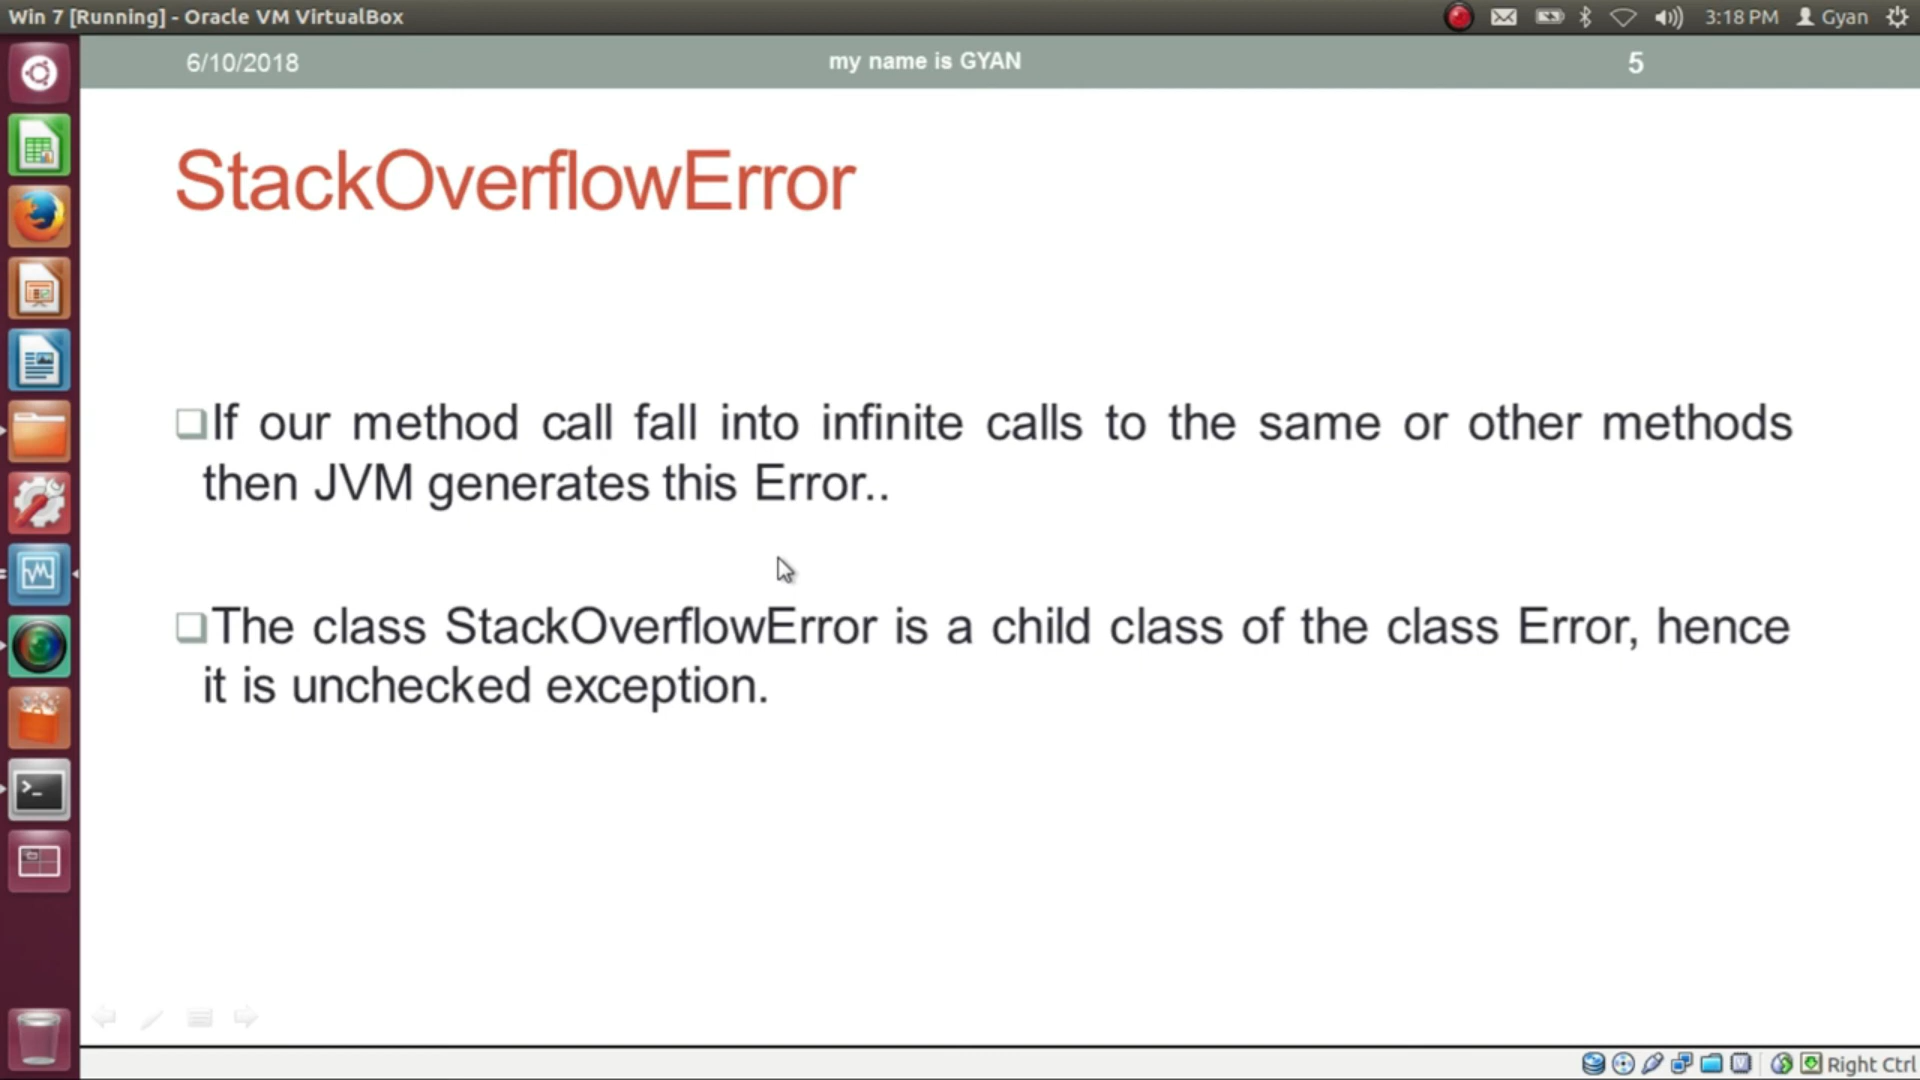 Win 7 [Running] - Oracle VM VirtualBox
3:18 PM Gyan
6/10/2018 my name is GYAN 5
StackOverflowError
If our method call fall into infinite calls to the same or other methods
then JVM generates this Error..
The class StackOverflowError is a child class of the class Error, hence
it is unchecked exception.
Right Ctrl